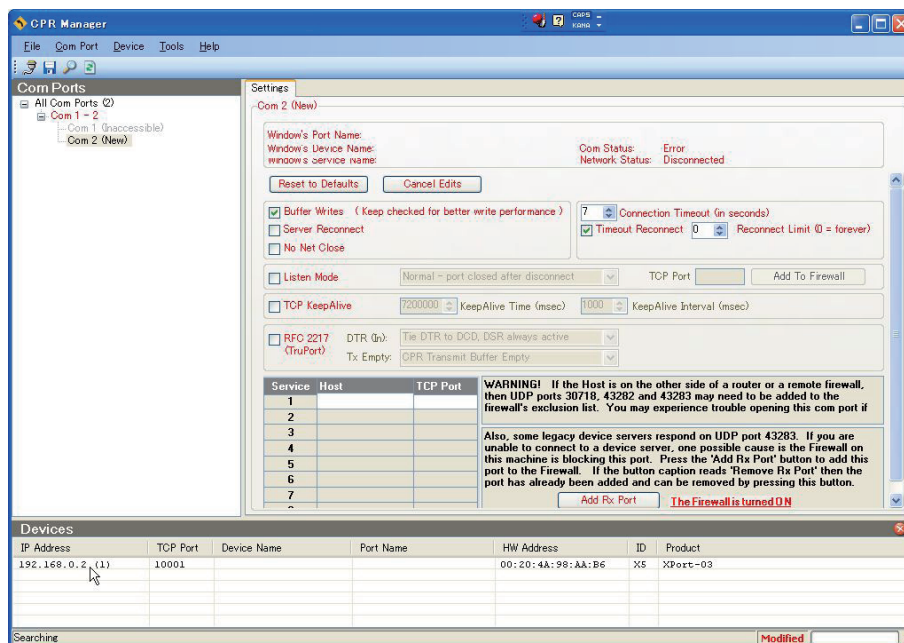 CPR Manager
CAPS
KANA
File Com Port Device Tools Help
Com Ports
All Com Ports (2)
Com 1 - 2
Com 1 (Inaccessible)
Com 2 (New)
Settings
Com 2 (New)
Window's Port Name:
Window's Device Name:
Window's Service Name:
Com Status: Error
Network Status: Disconnected
Reset to Defaults Cancel Edits
Buffer Writes ( Keep checked for better write performance )
Server Reconnect
No Net Close
7 Connection Timeout (in seconds)
Timeout Reconnect 0 Reconnect Limit (0 = forever)
Listen Mode Normal - port closed after disconnect TCP Port Add To Firewall
TCP KeepAlive 7200000 KeepAlive Time (msec) 1000 KeepAlive Interval (msec)
RFC 2217 (TruPort)
DTR (In): Tie DTR to DCD, DSR always active
Tx Empty: CPR Transmit Buffer Empty
Service Host TCP Port
1
2
3
4
5
6
7
WARNING! If the Host is on the other side of a router or a remote firewall,
then UDP ports 30718, 43282 and 43283 may need to be added to the
firewall's exclusion list. You may experience trouble opening this com port if
Also, some legacy device servers respond on UDP port 43283. If you are
unable to connect to a device server, one possible cause is the Firewall on
this machine is blocking this port. Press the 'Add Rx Port' button to add this
port to the Firewall. If the button caption reads 'Remove Rx Port' then the
port has already been added and can be removed by pressing this button.
Add Rx Port The Firewall is turned ON
Devices
IP Address TCP Port Device Name Port Name HW Address ID Product
192.168.0.2 (1) 10001 00:20:4A:98:AA:B6 X5 XPort-03
Searching Modified